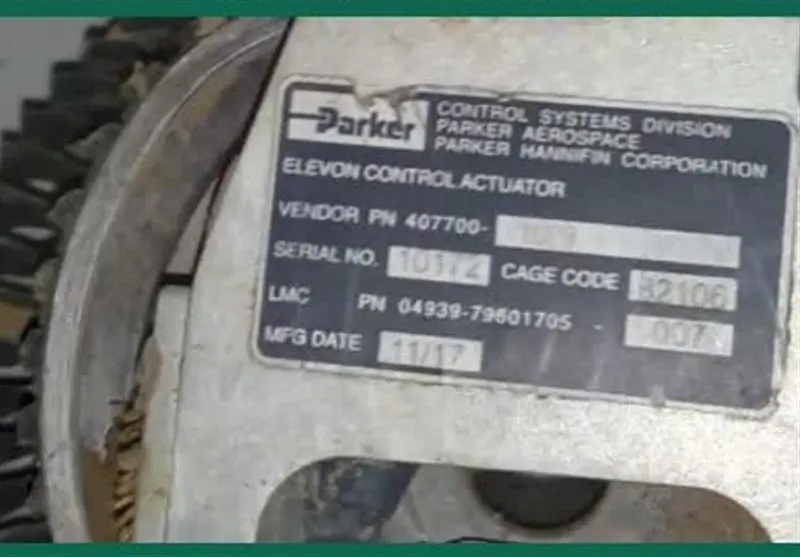 Parker
CONTROL SYSTEMS DIVISION
PARKER AEROSPACE
PARKER HANNIFIN CORPORATION
ELEVON CONTROL ACTUATOR
VENDOR PN 407700-
SERIAL NO. 10172 CAGE CODE 82106
LMC PN 04939-79601705 - 007
MFG DATE 11/17